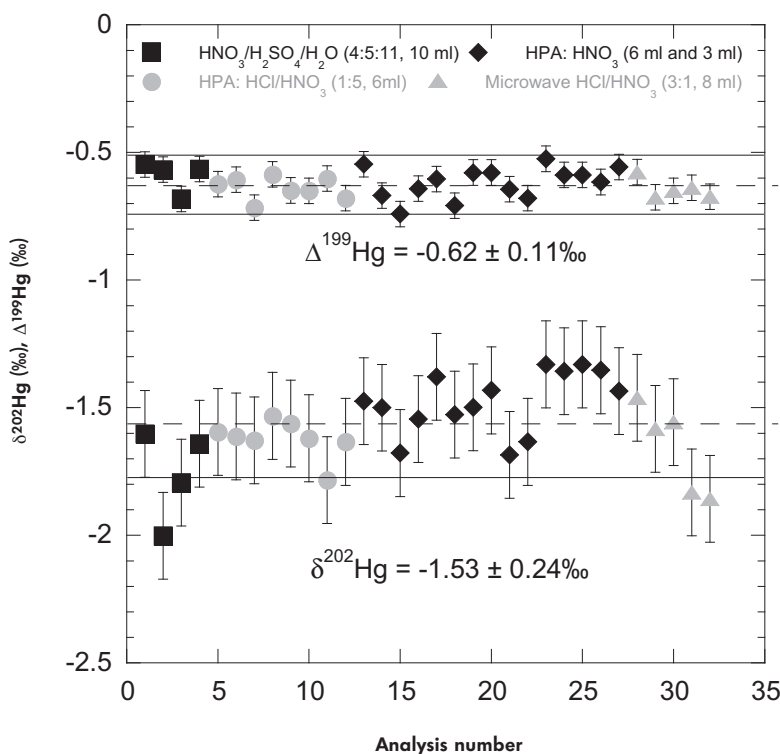 0
HNO₃/H₂SO₄/H₂O (4:5:11, 10 ml) HPA: HNO₃ (6 ml and 3 ml)
HPA: HCl/HNO₃ (1:5, 6ml) Microwave HCl/HNO₃ (3:1, 8 ml)
-0.5
Δ¹⁹⁹Hg = -0.62 ± 0.11‰
-1
δ²⁰²Hg (‰), Δ¹⁹⁹Hg (‰)
-1.5
-2
δ²⁰²Hg = -1.53 ± 0.24‰
-2.5
0 5 10 15 20 25 30 35
Analysis number